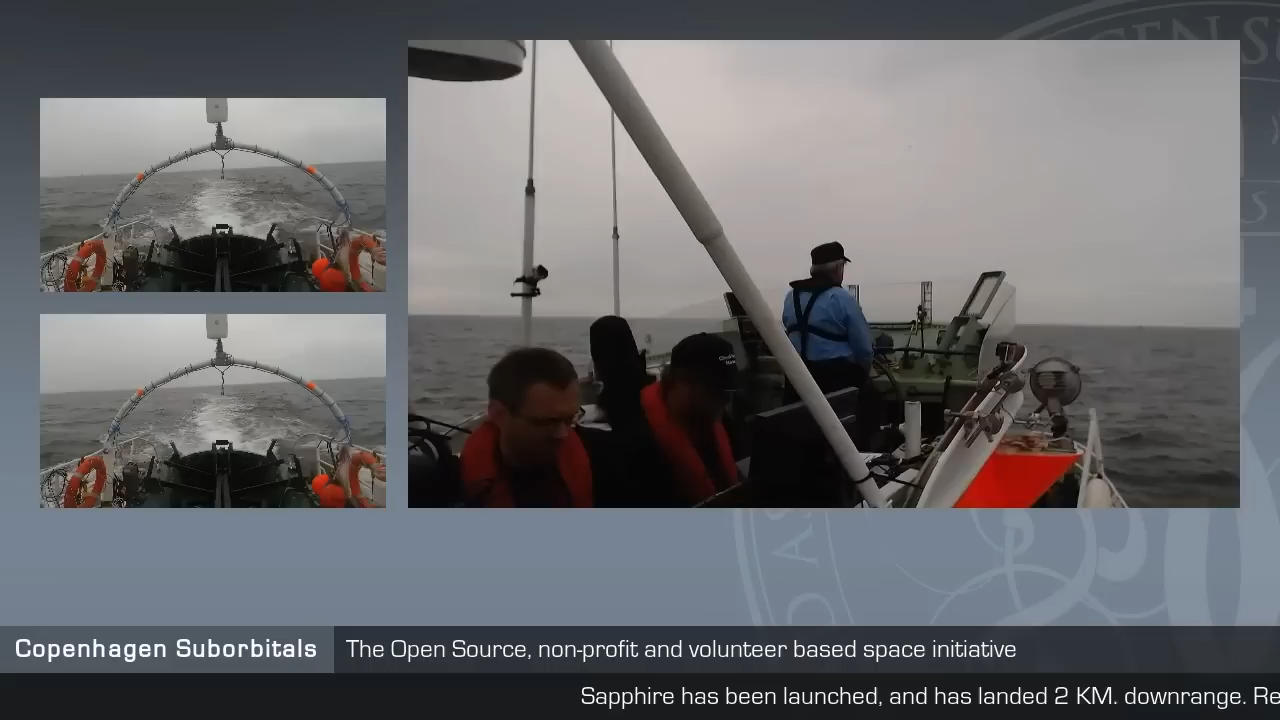 Copenhagen Suborbitals
The Open Source, non-profit and volunteer based space initiative
Sapphire has been launched, and has landed 2 KM. downrange. Re